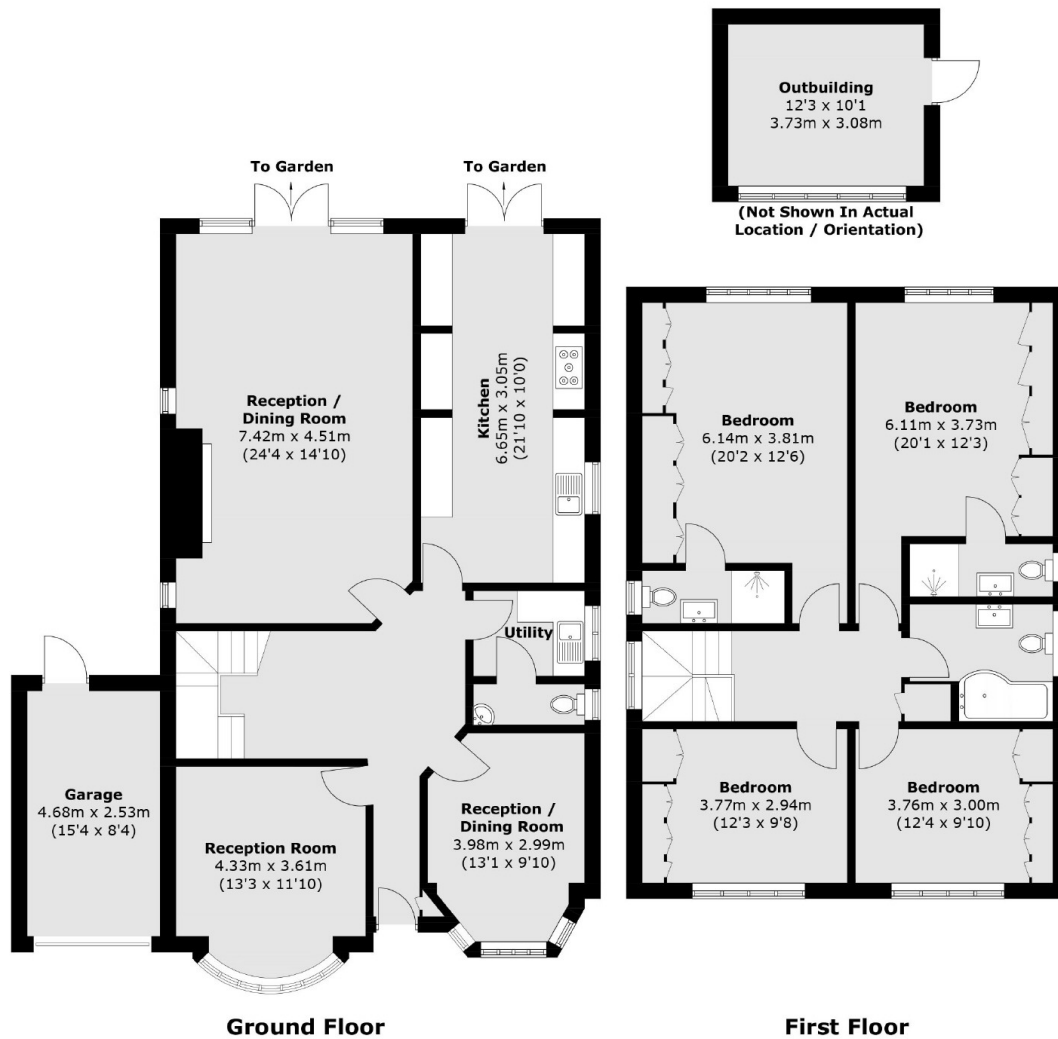 Outbuilding
12'3 x 10'1
3.73m x 3.08m
(Not Shown In Actual
Location / Orientation)
To Garden
To Garden
Reception /
Dining Room
7.42m x 4.51m
(24'4 x 14'10)
Kitchen
6.65m x 3.05m
(21'10 x 10'0)
Utility
Garage
4.68m x 2.53m
(15'4 x 8'4)
Reception Room
4.33m x 3.61m
(13'3 x 11'10)
Reception /
Dining Room
3.98m x 2.99m
(13'1 x 9'10)
Ground Floor
Bedroom
6.14m x 3.81m
(20'2 x 12'6)
Bedroom
6.11m x 3.73m
(20'1 x 12'3)
Bedroom
3.77m x 2.94m
(12'3 x 9'8)
Bedroom
3.76m x 3.00m
(12'4 x 9'10)
First Floor